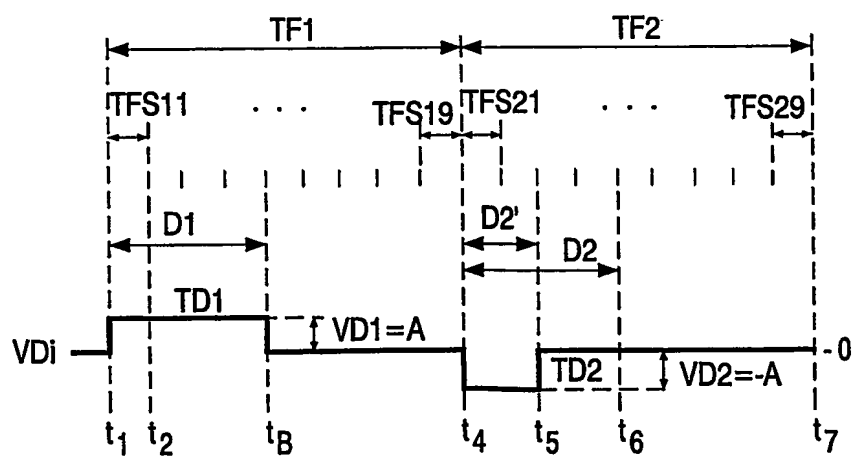 TF1 TF2
TFS11 . . . TFS19 TFS21 . . . TFS29
D1 D2' D2
TD1 VD1=A
VDi TD2 VD2=-A -0
t1 t2 tB t4 t5 t6 t7